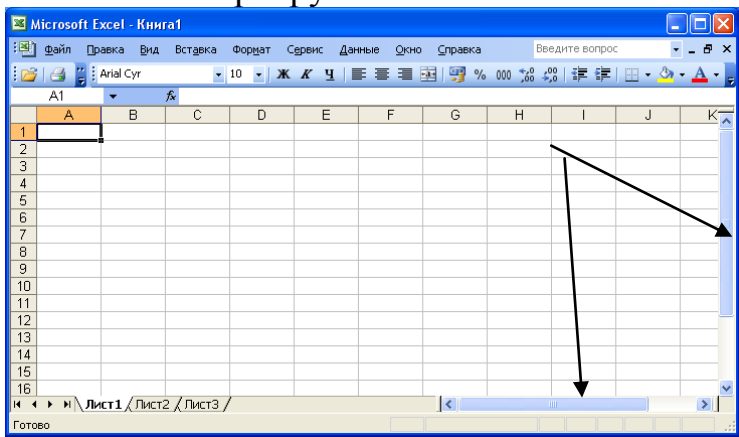 Microsoft Excel - Книга1
Файл Правка Вид Вставка Формат Сервис Данные Окно Справка Введите вопрос
Arial Cyr 10 Ж К Ч % 000
A1 fx
A B C D E F G H I J K
1
2
3
4
5
6
7
8
9
10
11
12
13
14
15
16
Лист1 Лист2 Лист3
Готово